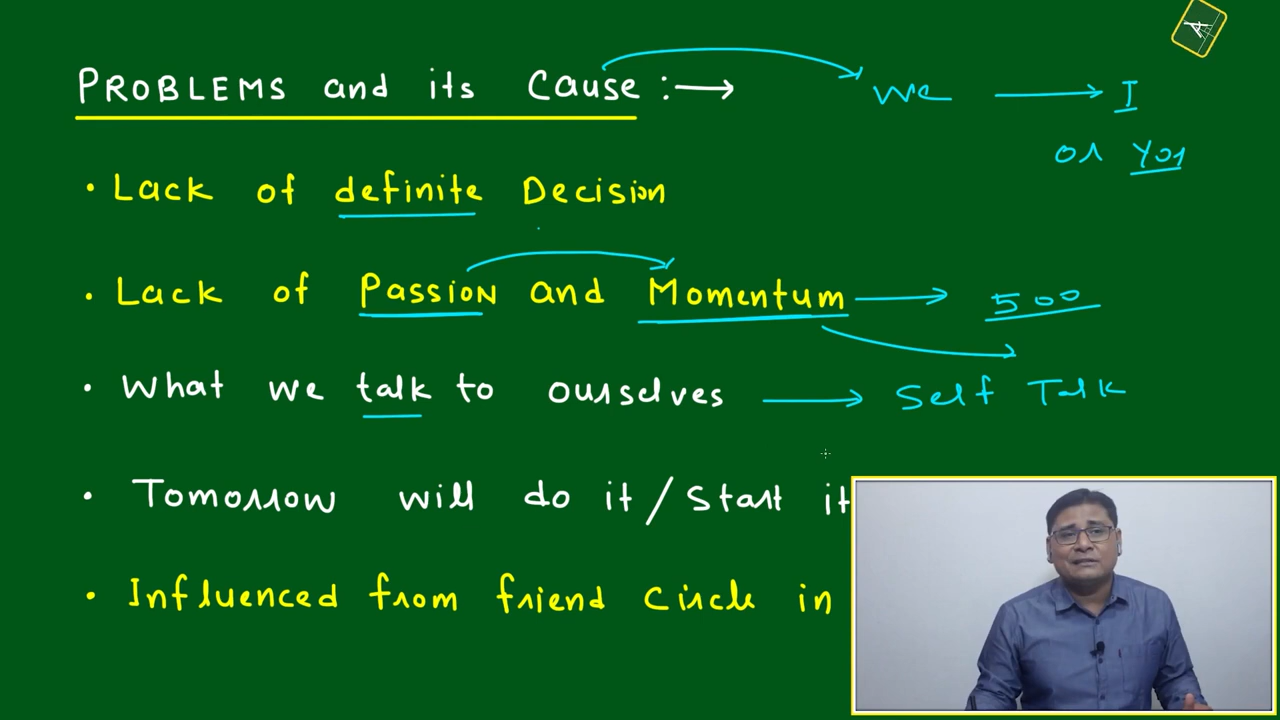 PROBLEMS and its Cause :→ We → I
or You
• Lack of definite Decision
• Lack of Passion and Momentum → 500
• What we talk to ourselves → Self Talk
• Tomorrow will do it / Start it
• Influenced from friend circle in